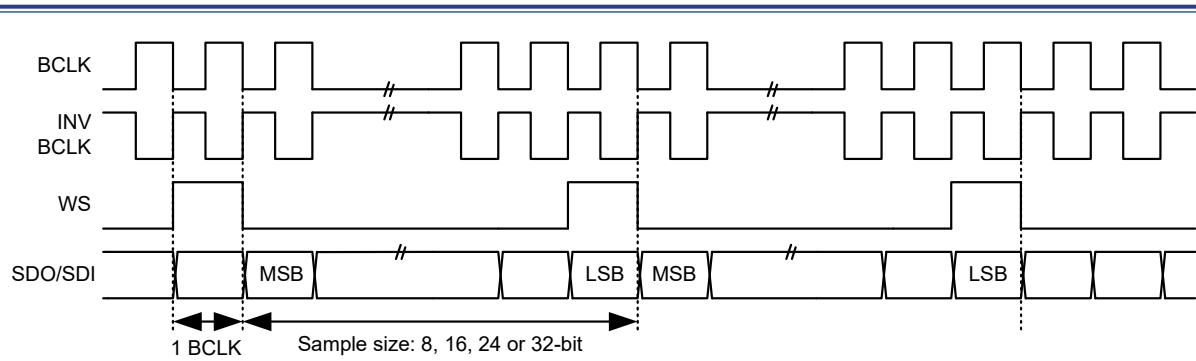 BCLK
INV
BCLK
WS
SDO/SDI
MSB
LSB
MSB
LSB
1 BCLK
Sample size: 8, 16, 24 or 32-bit